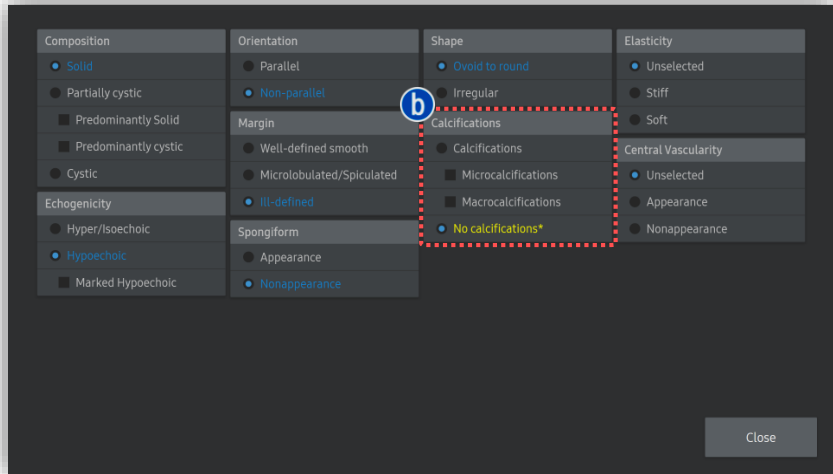 Composition
Solid
Partially cystic
Predominantly Solid
Predominantly cystic
Cystic
Echogenicity
Hyper/Isoechoic
Hypoechoic
Marked Hypoechoic
Orientation
Parallel
Non-parallel
Margin
Well-defined smooth
Microlobulated/Spiculated
Ill-defined
Spongiform
Appearance
Nonappearance
Shape
Ovoid to round
Irregular
b
Calcifications
Calcifications
Microcalcifications
Macrocalcifications
No calcifications*
Elasticity
Unselected
Stiff
Soft
Central Vascularity
Unselected
Appearance
Nonappearance
Close